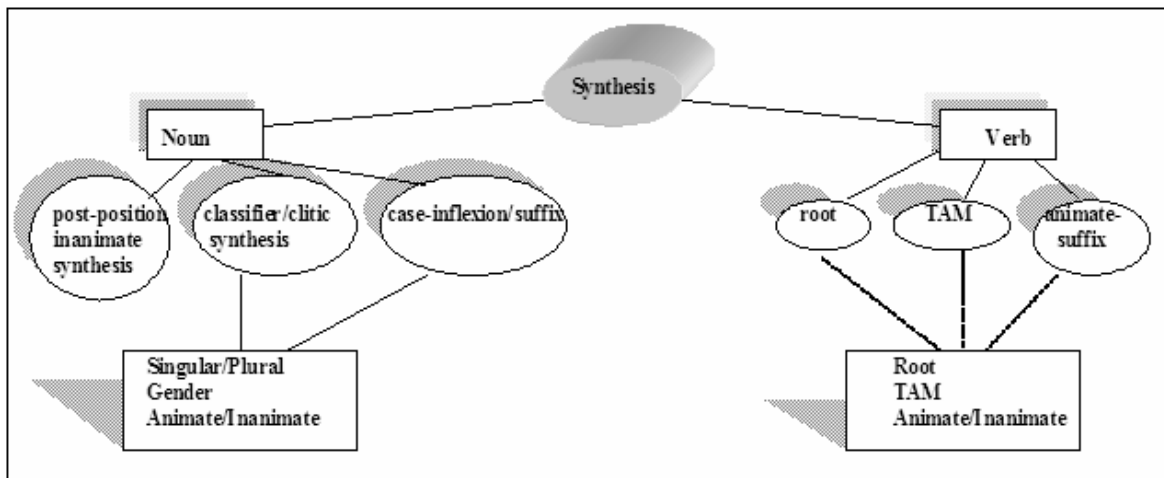 Synthesis
Noun
Verb
post-position
inanimate
synthesis
classifier/clitic
synthesis
case-inflexion/suffix
root
TAM
animate-
suffix
Singular/Plural
Gender
Animate/Inanimate
Root
TAM
Animate/Inanimate